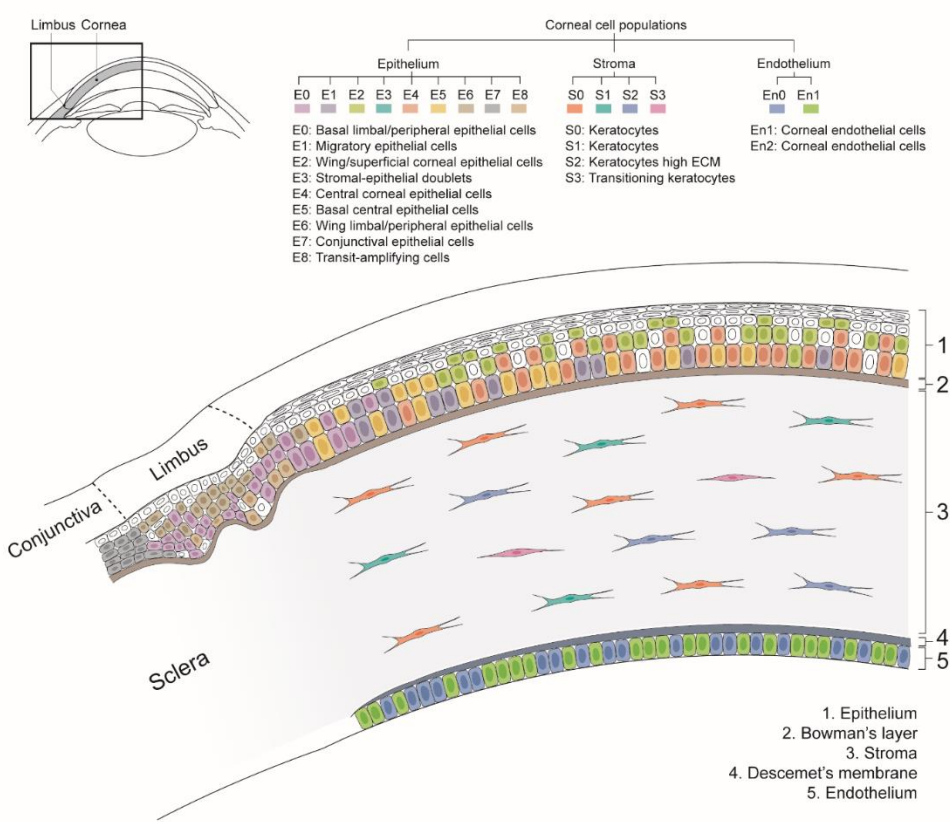 Limbus Cornea
Corneal cell populations
Epithelium
Stroma
Endothelium
E0 E1 E2 E3 E4 E5 E6 E7 E8
S0 S1 S2 S3
En0 En1
E0: Basal limbal/peripheral epithelial cells
E1: Migratory epithelial cells
E2: Wing/superficial corneal epithelial cells
E3: Stromal-epithelial doublets
E4: Central corneal epithelial cells
E5: Basal central epithelial cells
E6: Wing limbal/peripheral epithelial cells
E7: Conjunctival epithelial cells
E8: Transit-amplifying cells
S0: Keratocytes
S1: Keratocytes
S2: Keratocytes high ECM
S3: Transitioning keratocytes
En1: Corneal endothelial cells
En2: Corneal endothelial cells
Conjunctiva
Limbus
Sclera
1
2
3
4
5
1. Epithelium
2. Bowman's layer
3. Stroma
4. Descemet's membrane
5. Endothelium